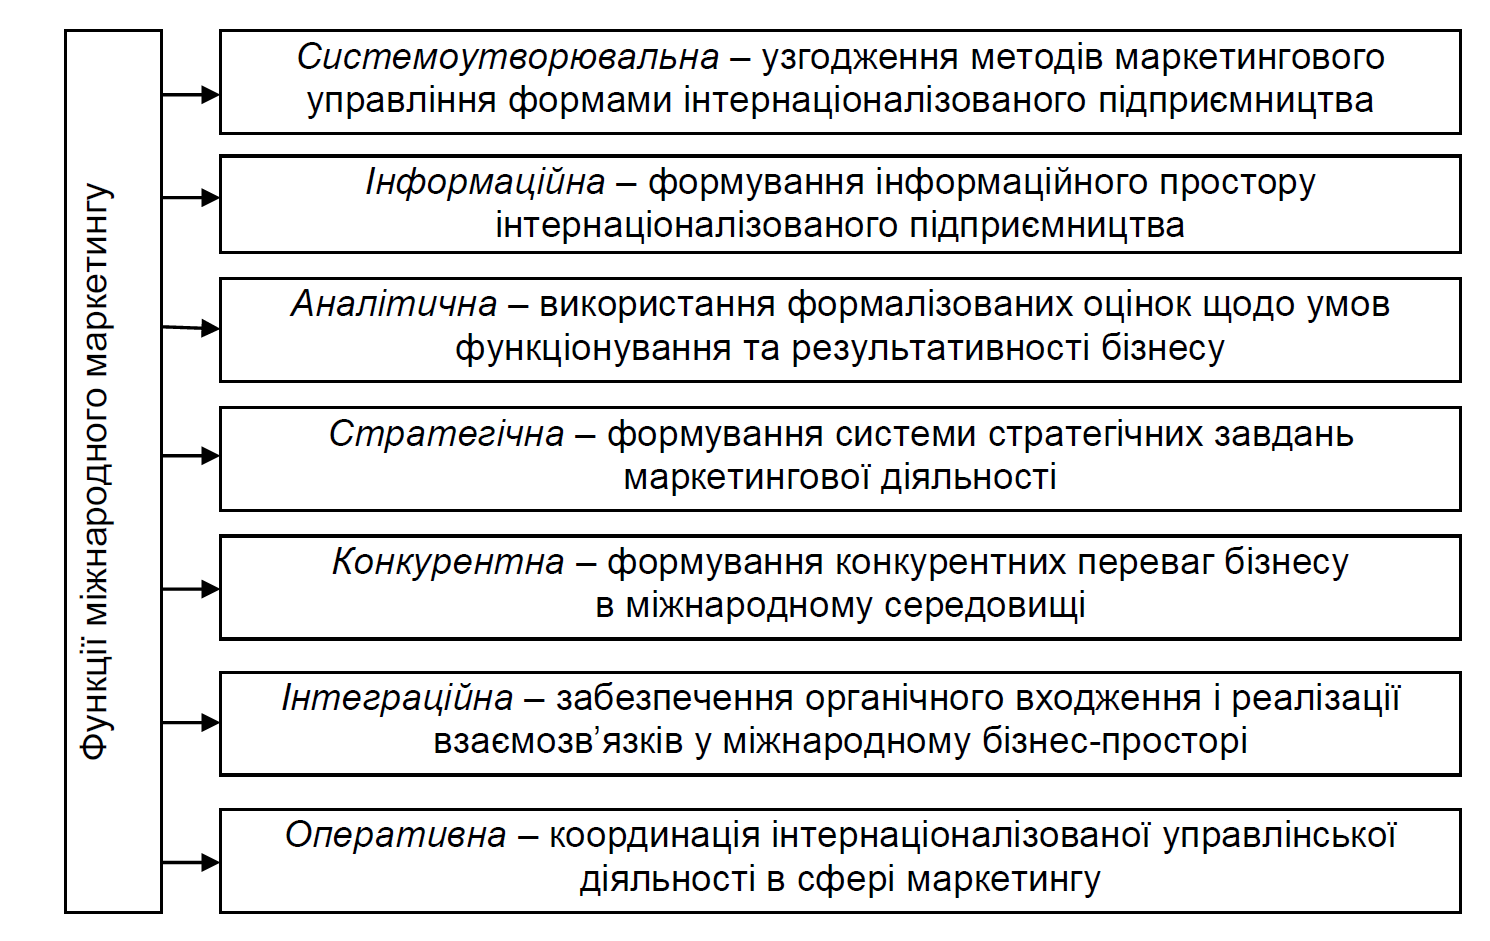 Функції міжнародного маркетингу
Системоутворювальна – узгодження методів маркетингового
управління формами інтернаціоналізованого підприємництва
Інформаційна – формування інформаційного простору
інтернаціоналізованого підприємництва
Аналітична – використання формалізованих оцінок щодо умов
функціонування та результативності бізнесу
Стратегічна – формування системи стратегічних завдань
маркетингової діяльності
Конкурентна – формування конкурентних переваг бізнесу
в міжнародному середовищі
Інтеграційна – забезпечення органічного входження і реалізації
взаємозв’язків у міжнародному бізнес-просторі
Оперативна – координація інтернаціоналізованої управлінської
діяльності в сфері маркетингу